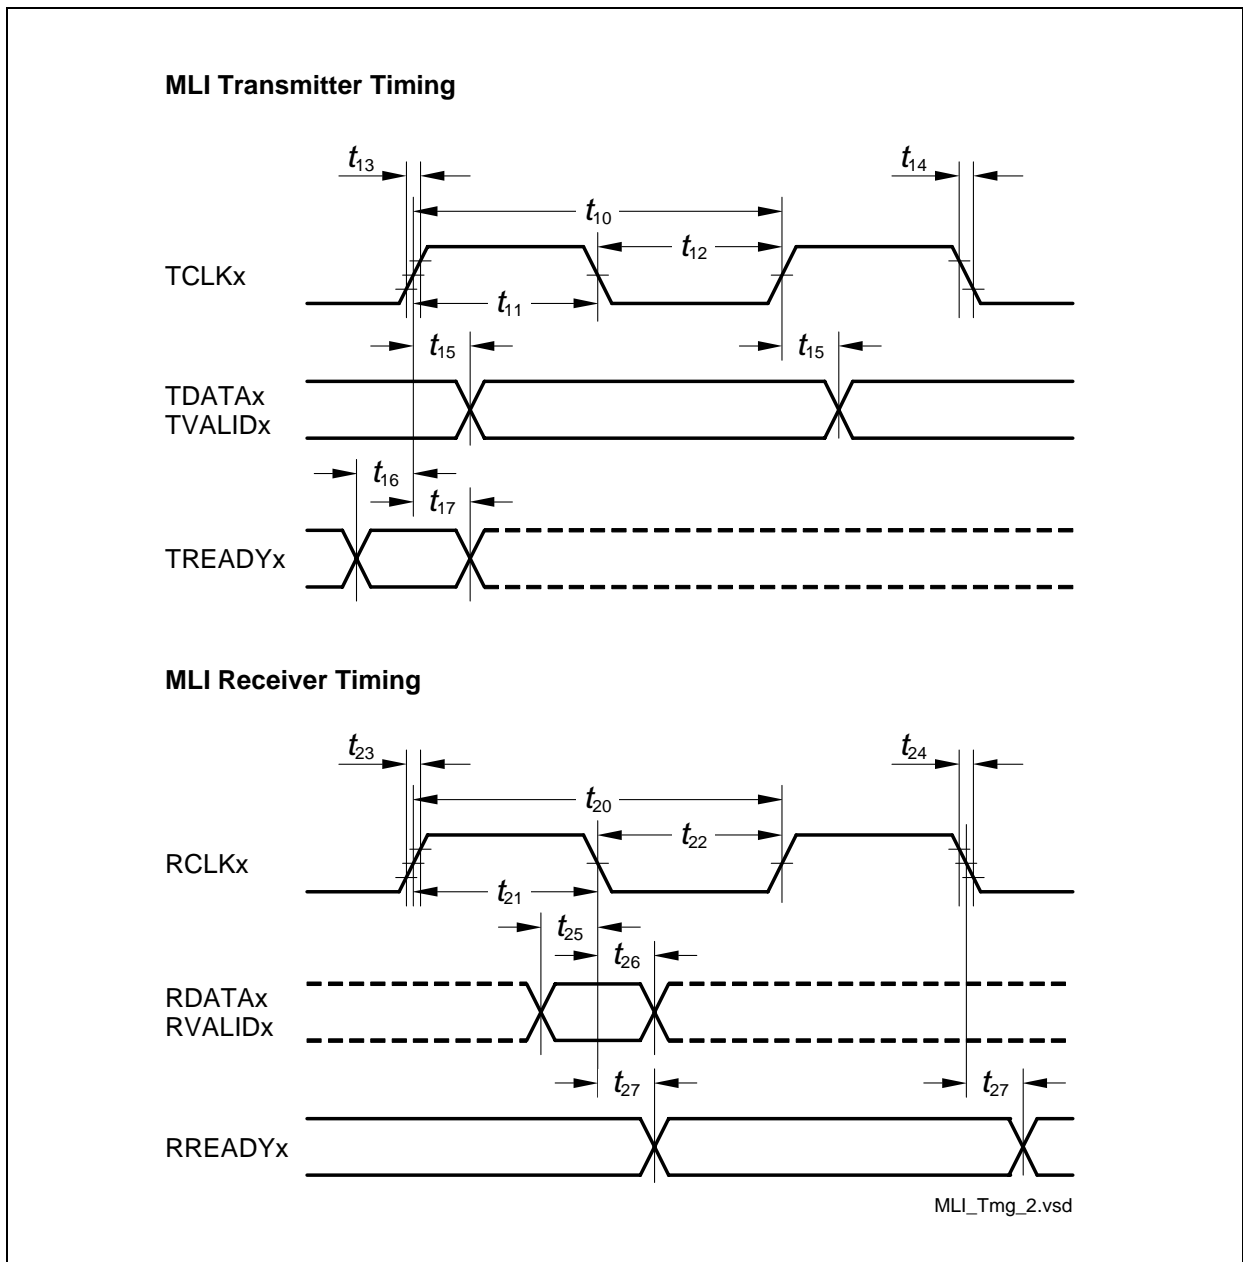 MLI Transmitter Timing
t13
t14
t10
t12
TCLKx
t11
t15
t15
TDATAx
TVALIDx
t16
t17
TREADYx
MLI Receiver Timing
t23
t24
t20
t22
RCLKx
t21
t25
t26
RDATAx
RVALIDx
t27
t27
RREADYx
MLI_Tmg_2.vsd